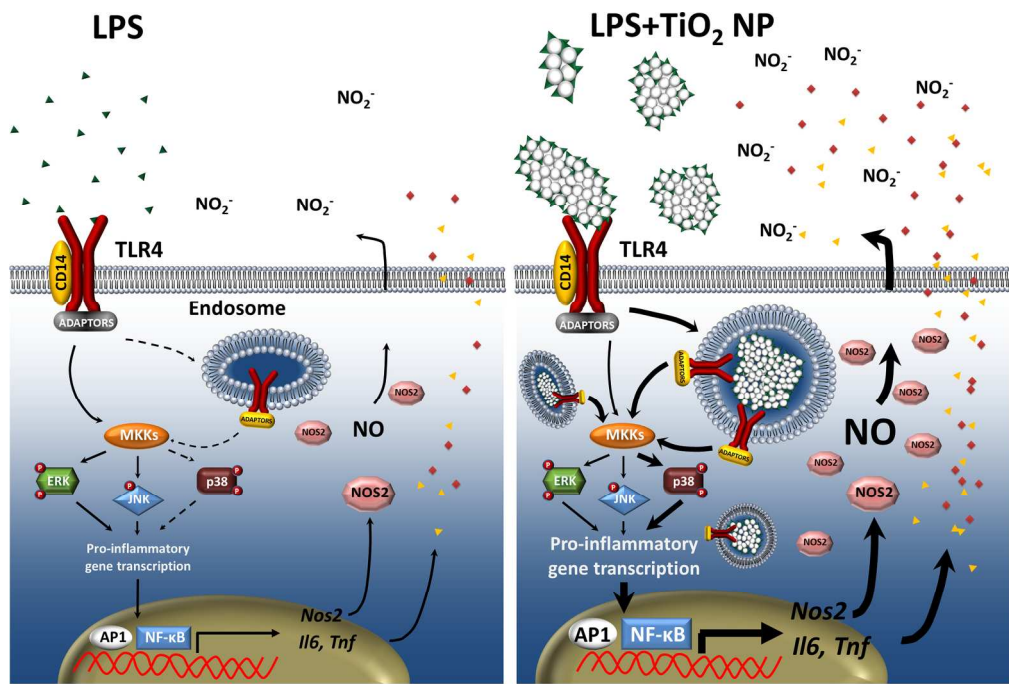 LPS
NO₂⁻
NO₂⁻
NO₂⁻
CD14
TLR4
ADAPTORS
Endosome
ADAPTORS
MKKs
P
ERK
P
P
JNK
P
p38
P
NOS2
NOS2
NO
NOS2
Pro-inflammatory
gene transcription
AP1
NF-κB
Nos2
Il6, Tnf
LPS+TiO₂ NP
NO₂⁻
NO₂⁻
NO₂⁻
NO₂⁻
NO₂⁻
NO₂⁻
CD14
TLR4
ADAPTORS
ADAPTORS
ADAPTORS
MKKs
P
ERK
P
P
JNK
P
p38
P
NOS2
NOS2
NOS2
NO
NOS2
NOS2
NOS2
NOS2
NOS2
Pro-inflammatory
gene transcription
AP1
NF-κB
Nos2
Il6, Tnf